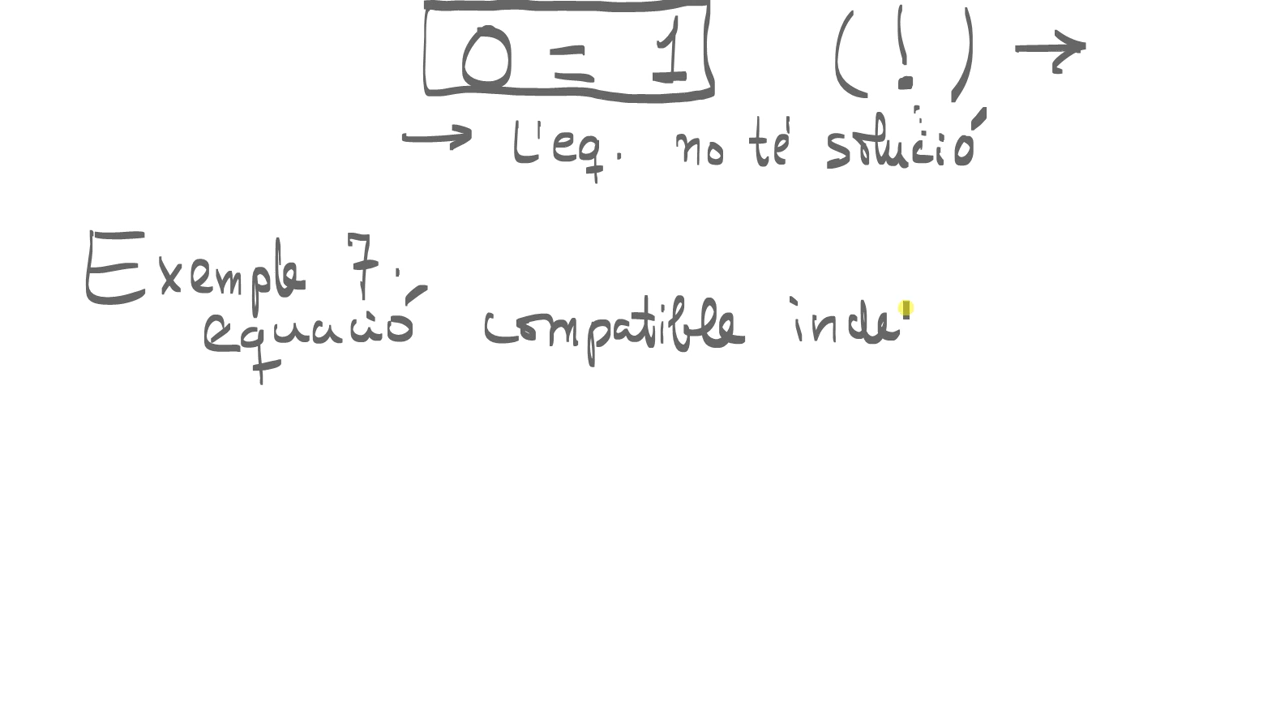 0 = 1 (!) →
→ L'eq. no té solució
Exemple 7.
equació compatible inde